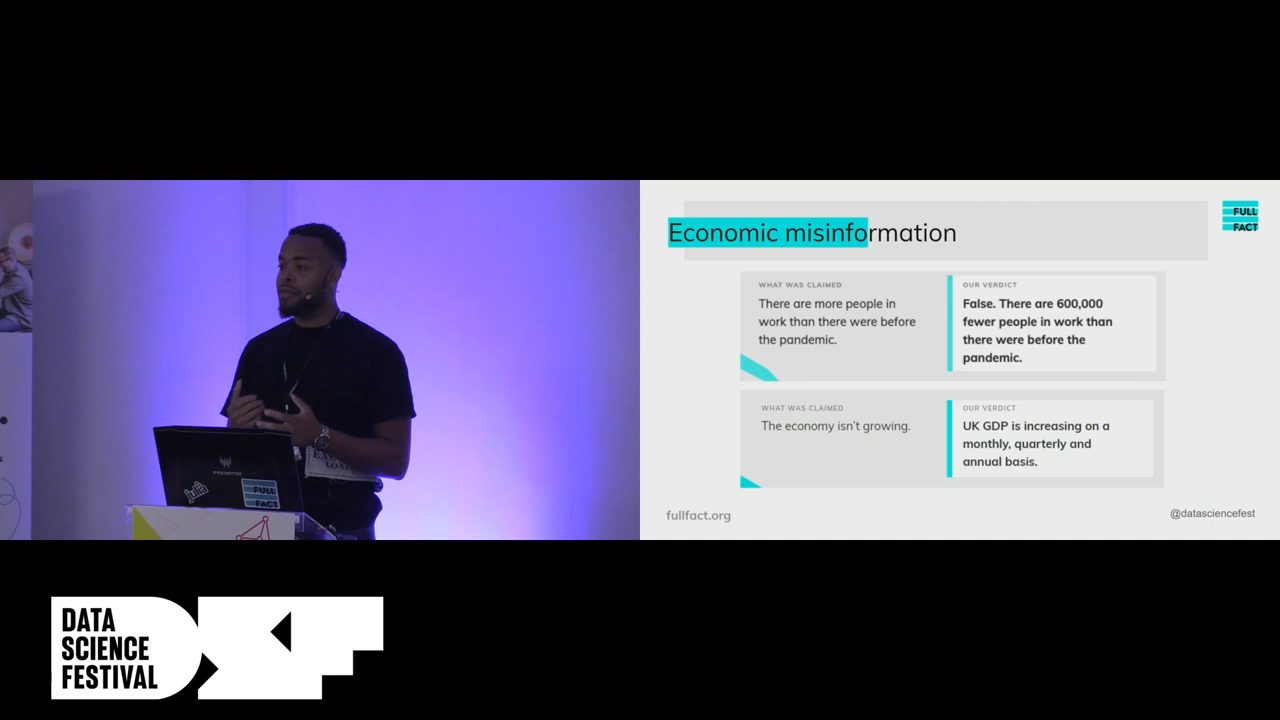 Economic misinformation
FULL
FACT
WHAT WAS CLAIMED
There are more people in
work than there were before
the pandemic.
OUR VERDICT
False. There are 600,000
fewer people in work than
there were before the
pandemic.
WHAT WAS CLAIMED
The economy isn't growing.
OUR VERDICT
UK GDP is increasing on a
monthly, quarterly and
annual basis.
fullfact.org
@datasciencefest
PREDATOR
julia
FULL
FACT
DATA
SCIENCE
FESTIVAL
DSF